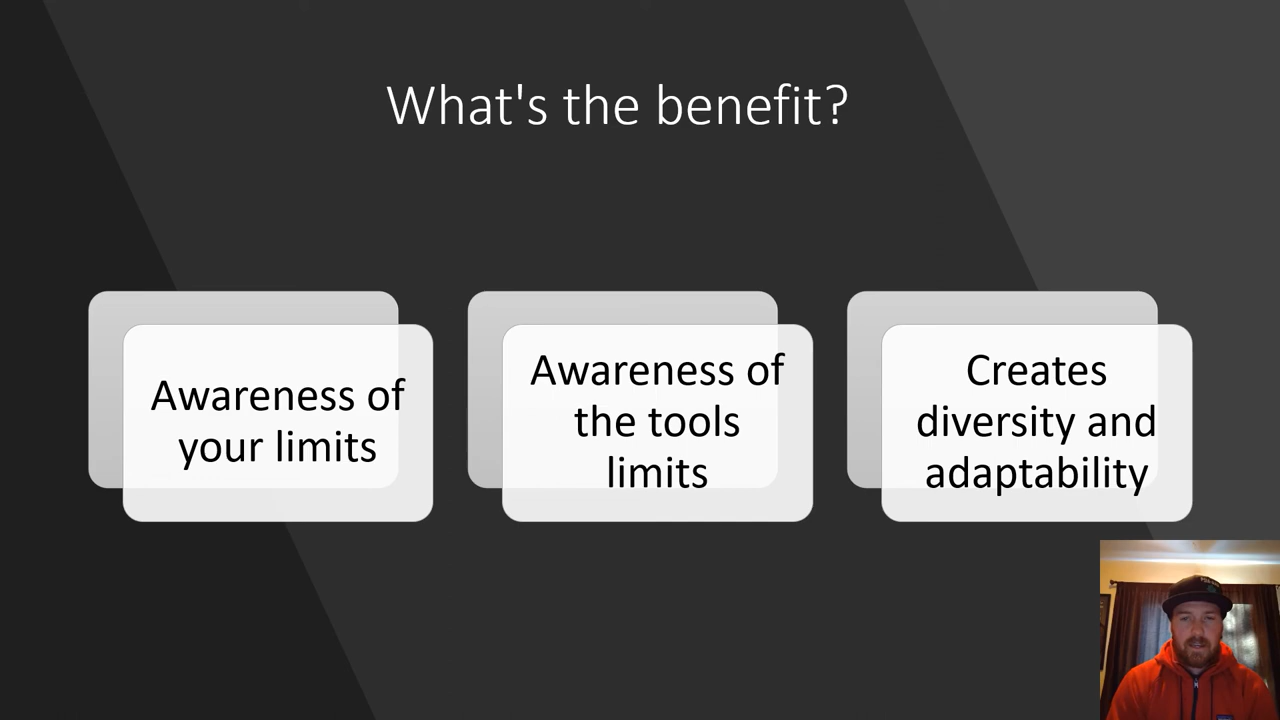 What's the benefit?
Awareness of
your limits
Awareness of
the tools
limits
Creates
diversity and
adaptability